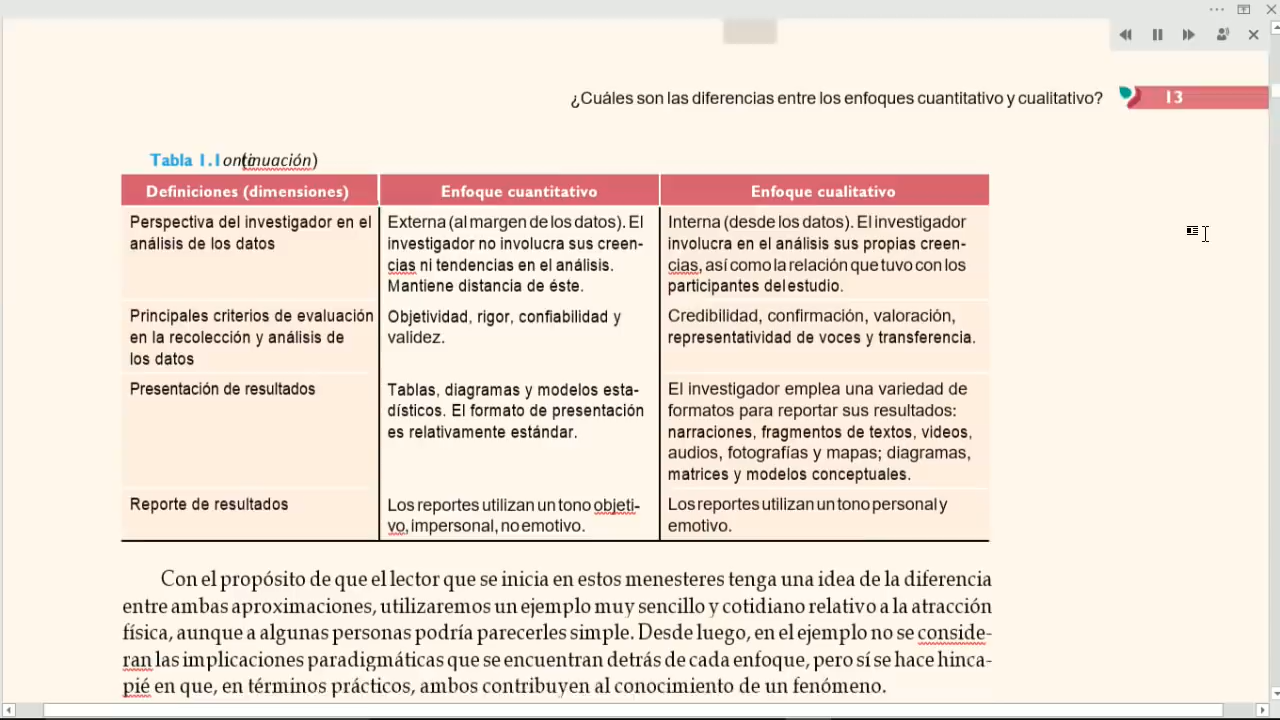 ¿Cuáles son las diferencias entre los enfoques cuantitativo y cualitativo? 13
Tabla 1.1 (continuación)
Definiciones (dimensiones) Enfoque cuantitativo Enfoque cualitativo
Perspectiva del investigador en el
análisis de los datos
Externa (al margen de los datos). El
investigador no involucra sus creen-
cias ni tendencias en el análisis.
Mantiene distancia de éste.
Interna (desde los datos). El investigador
involucra en el análisis sus propias creen-
cias, así como la relación que tuvo con los
participantes del estudio.
Principales criterios de evaluación
en la recolección y análisis de
los datos
Objetividad, rigor, confiabilidad y
validez.
Credibilidad, confirmación, valoración,
representatividad de voces y transferencia.
Presentación de resultados
Tablas, diagramas y modelos esta-
dísticos. El formato de presentación
es relativamente estándar.
El investigador emplea una variedad de
formatos para reportar sus resultados:
narraciones, fragmentos de textos, videos,
audios, fotografías y mapas; diagramas,
matrices y modelos conceptuales.
Reporte de resultados
Los reportes utilizan un tono objeti-
vo, impersonal, no emotivo.
Los reportes utilizan un tono personal y
emotivo.
Con el propósito de que el lector que se inicia en estos menesteres tenga una idea de la diferencia
entre ambas aproximaciones, utilizaremos un ejemplo muy sencillo y cotidiano relativo a la atracción
física, aunque a algunas personas podría parecerles simple. Desde luego, en el ejemplo no se conside-
ran las implicaciones paradigmáticas que se encuentran detrás de cada enfoque, pero sí se hace hinca-
pié en que, en términos prácticos, ambos contribuyen al conocimiento de un fenómeno.